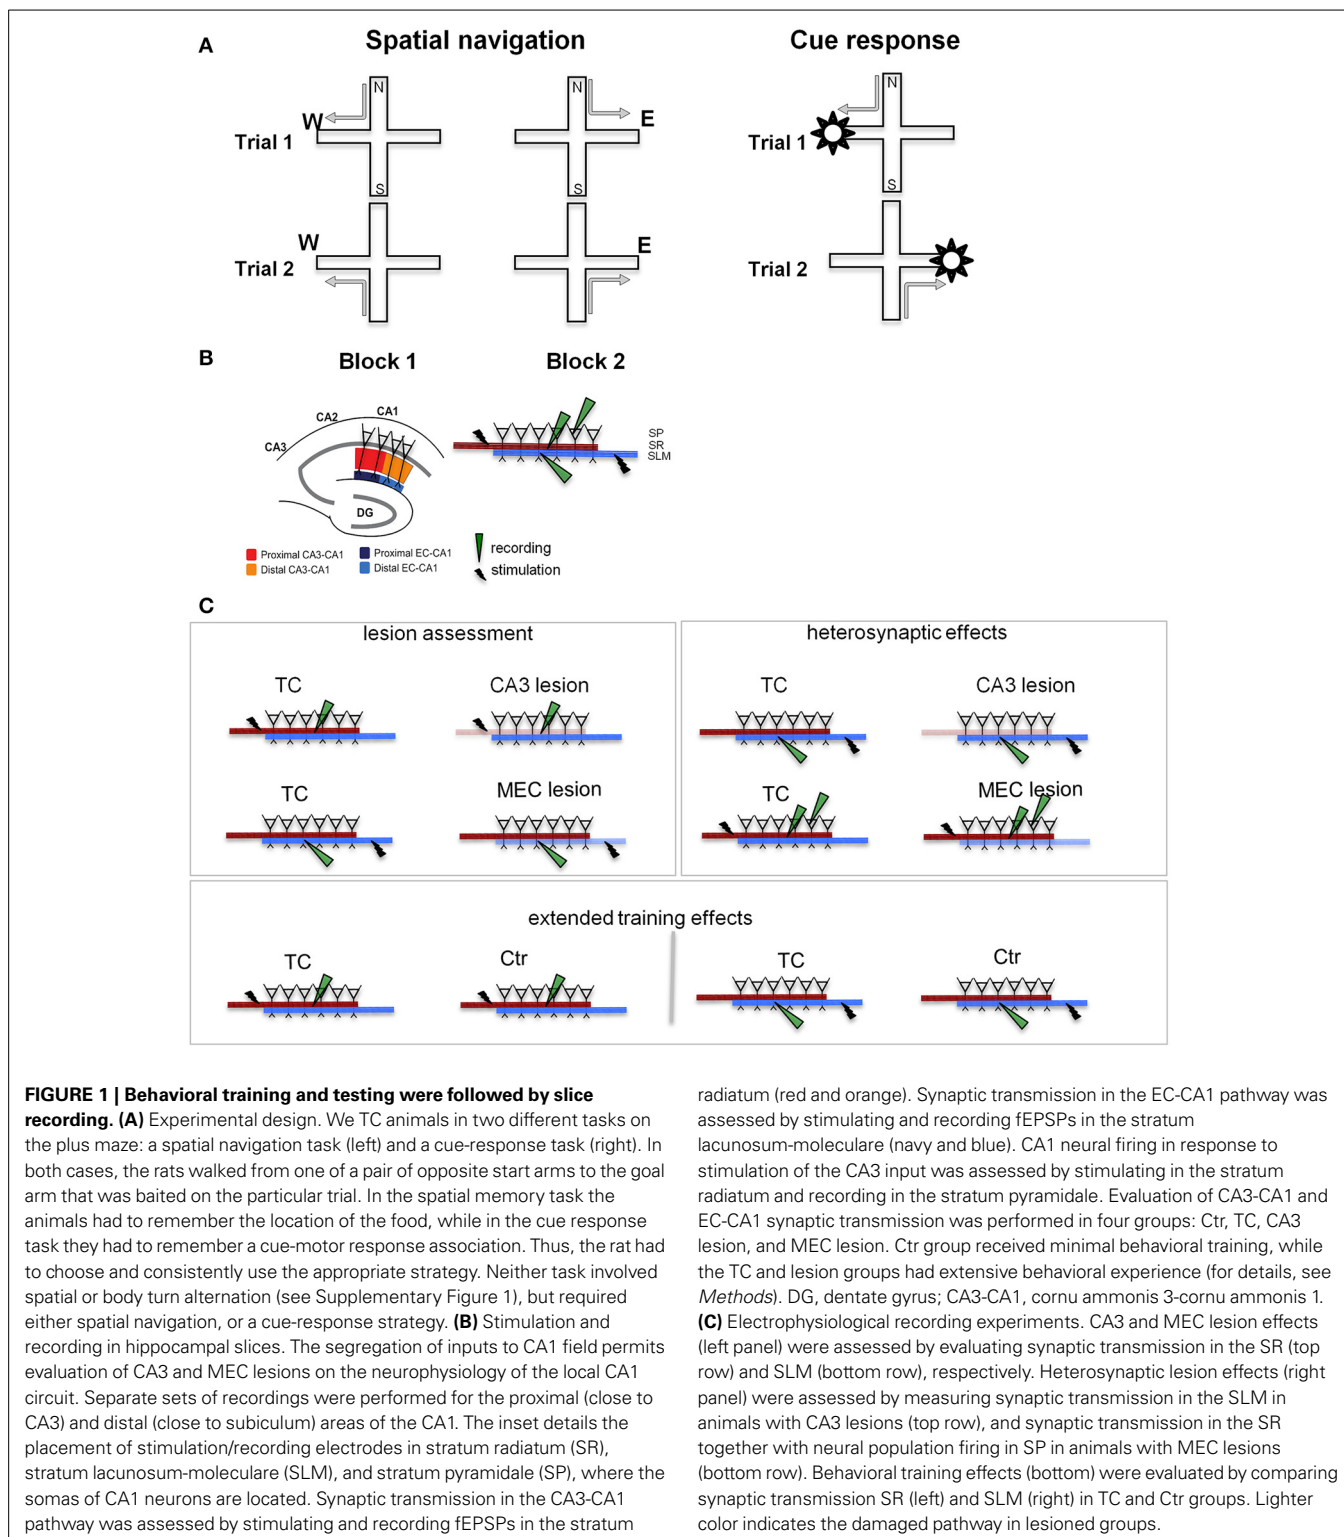 A
Spatial navigation
Cue response
N
N
N
W
E
Trial 1
Trial 1
S
S
S
W
E
Trial 2
Trial 2
B
Block 1
Block 2
CA1
CA2
CA3
SP
SR
SLM
DG
Proximal CA3-CA1
Proximal EC-CA1
Distal CA3-CA1
Distal EC-CA1
recording
stimulation
C
lesion assessment
TC
CA3 lesion
TC
MEC lesion
heterosynaptic effects
TC
CA3 lesion
TC
MEC lesion
extended training effects
TC
Ctr
TC
Ctr
FIGURE 1 | Behavioral training and testing were followed by slice
recording. (A) Experimental design. We TC animals in two different tasks on
the plus maze: a spatial navigation task (left) and a cue-response task (right). In
both cases, the rats walked from one of a pair of opposite start arms to the goal
arm that was baited on the particular trial. In the spatial memory task the
animals had to remember the location of the food, while in the cue response
task they had to remember a cue-motor response association. Thus, the rat had
to choose and consistently use the appropriate strategy. Neither task involved
spatial or body turn alternation (see Supplementary Figure 1), but required
either spatial navigation, or a cue-response strategy. (B) Stimulation and
recording in hippocampal slices. The segregation of inputs to CA1 field permits
evaluation of CA3 and MEC lesions on the neurophysiology of the local CA1
circuit. Separate sets of recordings were performed for the proximal (close to
CA3) and distal (close to subiculum) areas of the CA1. The inset details the
placement of stimulation/recording electrodes in stratum radiatum (SR),
stratum lacunosum-moleculare (SLM), and stratum pyramidale (SP), where the
somas of CA1 neurons are located. Synaptic transmission in the CA3-CA1
pathway was assessed by stimulating and recording fEPSPs in the stratum
radiatum (red and orange). Synaptic transmission in the EC-CA1 pathway was
assessed by stimulating and recording fEPSPs in the stratum
lacunosum-moleculare (navy and blue). CA1 neural firing in response to
stimulation of the CA3 input was assessed by stimulating in the stratum
radiatum and recording in the stratum pyramidale. Evaluation of CA3-CA1 and
EC-CA1 synaptic transmission was performed in four groups: Ctr, TC, CA3
lesion, and MEC lesion. Ctr group received minimal behavioral training, while
the TC and lesion groups had extensive behavioral experience (for details, see
Methods). DG, dentate gyrus; CA3-CA1, cornu ammonis 3-cornu ammonis 1.
(C) Electrophysiological recording experiments. CA3 and MEC lesion effects
(left panel) were assessed by evaluating synaptic transmission in the SR (top
row) and SLM (bottom row), respectively. Heterosynaptic lesion effects (right
panel) were assessed by measuring synaptic transmission in the SLM in
animals with CA3 lesions (top row), and synaptic transmission in the SR
together with neural population firing in SP in animals with MEC lesions
(bottom row). Behavioral training effects (bottom) were evaluated by comparing
synaptic transmission SR (left) and SLM (right) in TC and Ctr groups. Lighter
color indicates the damaged pathway in lesioned groups.